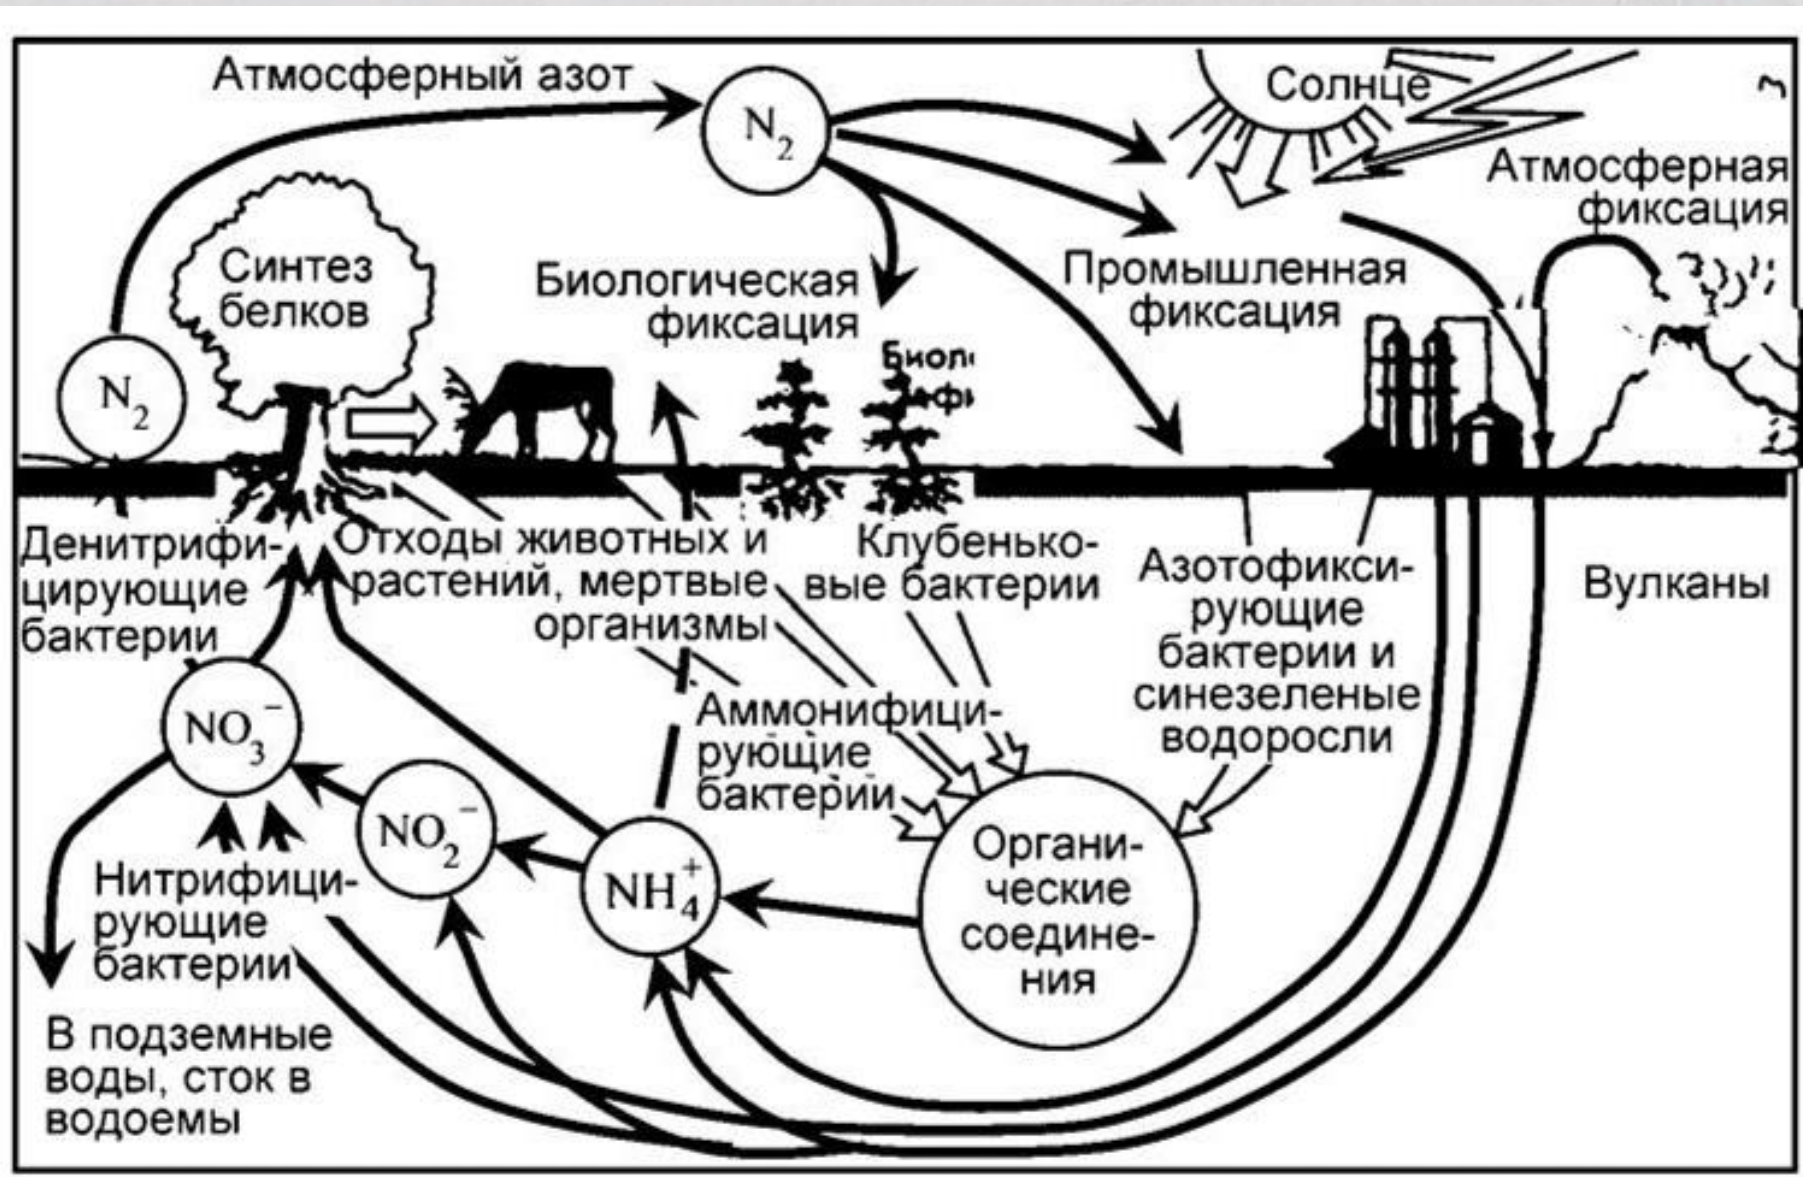 Атмосферный азот
N₂
Солнце
Атмосферная
фиксация
Синтез
белков
Биологическая
фиксация
Промышленная
фиксация
N₂
Денитрифи-
цирующие
бактерии
Отходы животных и
растений, мертвые
организмы
Клубенько-
вые бактерии
Азотофикси-
рующие
бактерии и
синезеленые
водоросли
Вулканы
NO₃⁻
Аммонифици-
рующие
бактерии
NO₂⁻
NH₄⁺
Органи-
ческие
соедине-
ния
Нитрифици-
рующие
бактерии
В подземные
воды, сток в
водоемы